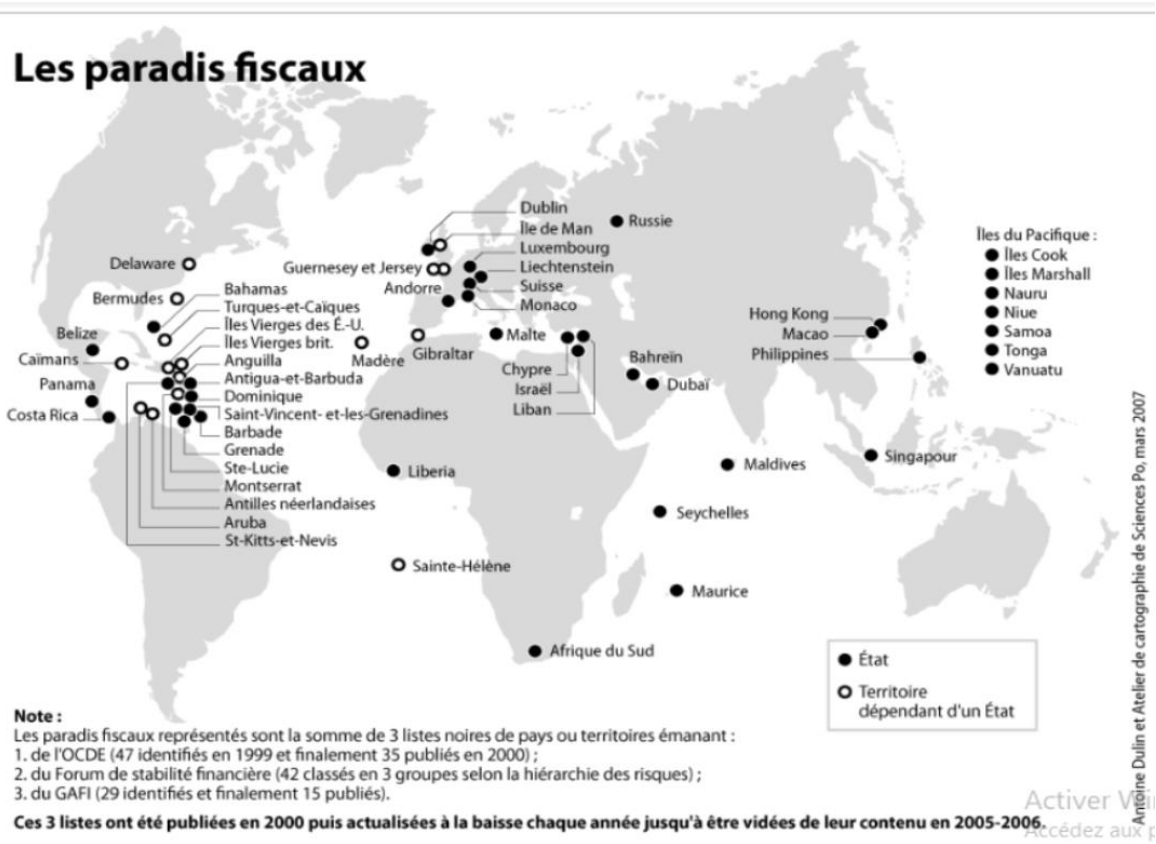 Les paradis fiscaux
Dublin
Île de Man
Luxembourg
Liechtenstein
Suisse
Monaco
Russie
Guernesey et Jersey
Andorre
Delaware
Bermudes
Bahamas
Turques-et-Caïques
Îles Vierges des É.-U.
Îles Vierges brit.
Anguilla
Antigua-et-Barbuda
Dominique
Saint-Vincent- et-les-Grenadines
Barbade
Grenade
Ste-Lucie
Montserrat
Antilles néerlandaises
Aruba
St-Kitts-et-Nevis
Belize
Caïmans
Panama
Costa Rica
Madère
Gibraltar
Malte
Chypre
Israël
Liban
Bahreïn
Dubaï
Hong Kong
Macao
Philippines
Îles du Pacifique :
Îles Cook
Îles Marshall
Nauru
Niue
Samoa
Tonga
Vanuatu
Liberia
Maldives
Singapour
Seychelles
Sainte-Hélène
Maurice
Afrique du Sud
État
Territoire
dépendant d'un État
Note :
Les paradis fiscaux représentés sont la somme de 3 listes noires de pays ou territoires émanant :
1. de l'OCDE (47 identifiés en 1999 et finalement 35 publiés en 2000) ;
2. du Forum de stabilité financière (42 classés en 3 groupes selon la hiérarchie des risques) ;
3. du GAFI (29 identifiés et finalement 15 publiés).
Ces 3 listes ont été publiées en 2000 puis actualisées à la baisse chaque année jusqu'à être vidées de leur contenu en 2005-2006.
Antoine Dulin et Atelier de cartographie de Sciences Po, mars 2007
Activer
Accédez aux